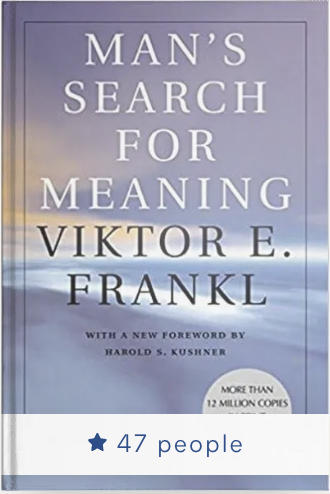 MAN'S
SEARCH
FOR
MEANING
VIKTOR E.
FRANKL
WITH A NEW FOREWORD BY
HAROLD S. KUSHNER
MORE THAN
12 MILLION COPIES
★ 47 people